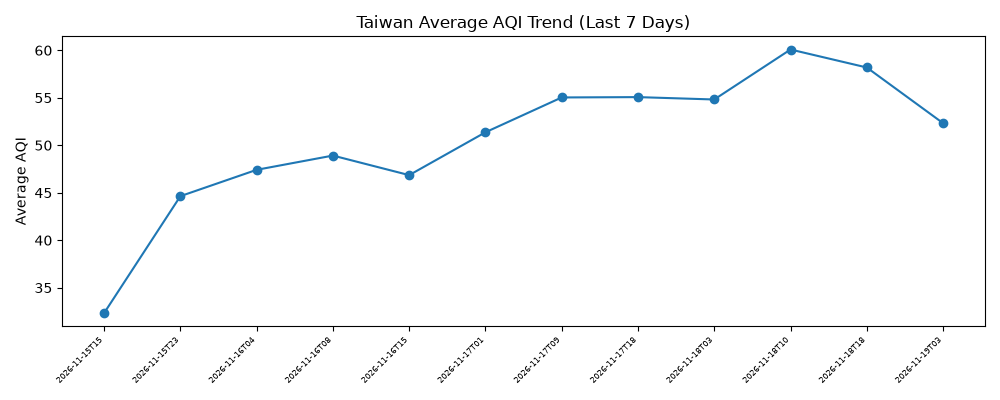 Taiwan Average AQI Trend (Last 7 Days)
Average AQI
60
55
50
45
40
35
2026-11-15T15
2026-11-15T23
2026-11-16T04
2026-11-16T08
2026-11-16T15
2026-11-17T01
2026-11-17T09
2026-11-17T18
2026-11-18T03
2026-11-18T10
2026-11-18T18
2026-11-19T03